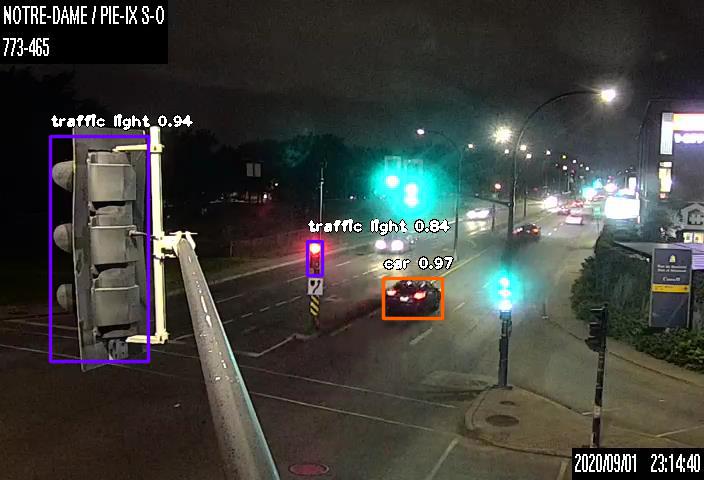 NOTRE-DAME / PIE-IX S-O
773-465
traffic light 0.94
traffic light 0.84
car 0.97
2020/09/01 23:14:40